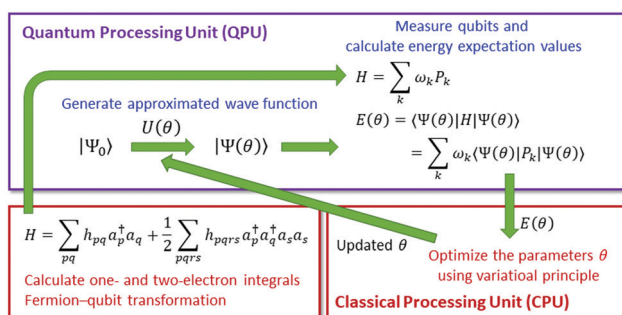 Quantum Processing Unit (QPU)
Measure qubits and
calculate energy expectation values
H = ∑_k ω_k P_k
Generate approximated wave function
U(θ)
|Ψ₀⟩
|Ψ(θ)⟩
E(θ) = ⟨Ψ(θ)|H|Ψ(θ)⟩
= ∑_k ω_k⟨Ψ(θ)|P_k|Ψ(θ)⟩
H = ∑_pq h_pq a_p^† a_q + 1/2 ∑_pqrs h_pqrs a_p^† a_q^† a_s a_s
Calculate one- and two-electron integrals
Fermion–qubit transformation
Updated θ
E(θ)
Optimize the parameters θ
using variatioal principle
Classical Processing Unit (CPU)